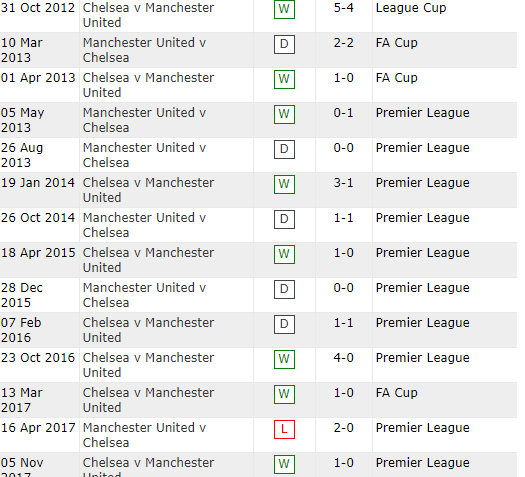 31 Oct 2012 Chelsea v Manchester United W 5-4 League Cup
10 Mar 2013 Manchester United v Chelsea D 2-2 FA Cup
01 Apr 2013 Chelsea v Manchester United W 1-0 FA Cup
05 May 2013 Manchester United v Chelsea W 0-1 Premier League
26 Aug 2013 Manchester United v Chelsea D 0-0 Premier League
19 Jan 2014 Chelsea v Manchester United W 3-1 Premier League
26 Oct 2014 Manchester United v Chelsea D 1-1 Premier League
18 Apr 2015 Chelsea v Manchester United W 1-0 Premier League
28 Dec 2015 Manchester United v Chelsea D 0-0 Premier League
07 Feb 2016 Chelsea v Manchester United D 1-1 Premier League
23 Oct 2016 Chelsea v Manchester United W 4-0 Premier League
13 Mar 2017 Chelsea v Manchester United W 1-0 FA Cup
16 Apr 2017 Manchester United v Chelsea L 2-0 Premier League
05 Nov 2017 Chelsea v Manchester United W 1-0 Premier League